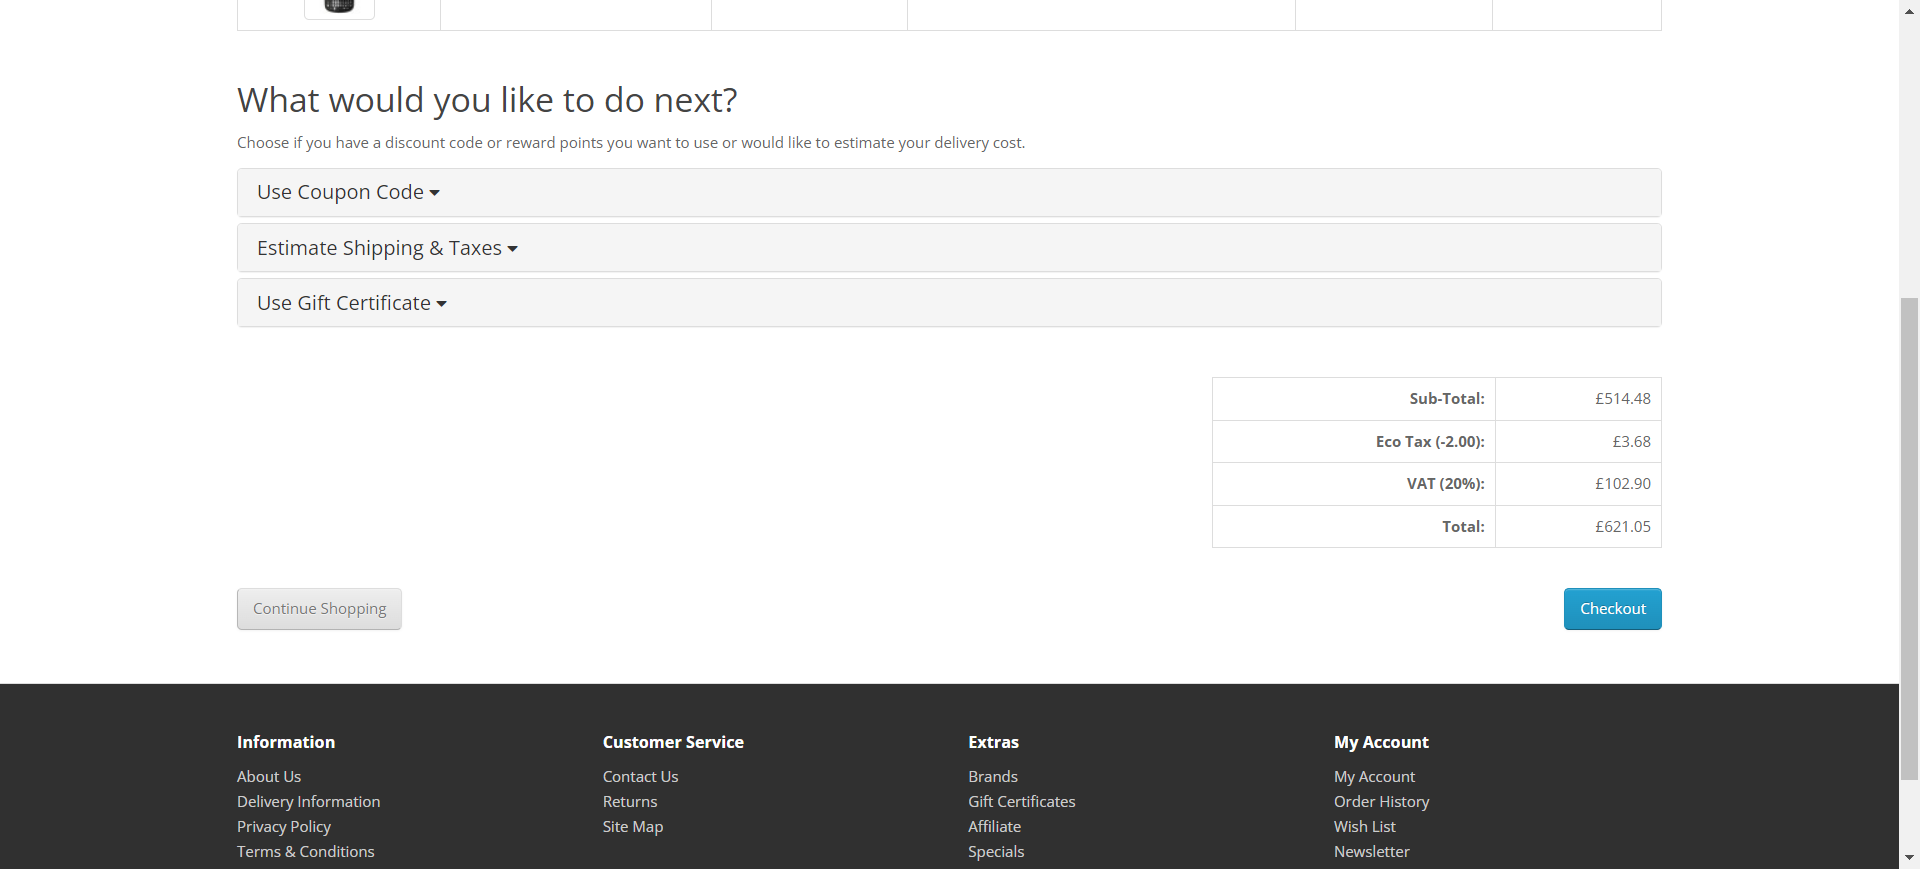 What would you like to do next?
Choose if you have a discount code or reward points you want to use or would like to estimate your delivery cost.
Use Coupon Code
Estimate Shipping & Taxes
Use Gift Certificate
Sub-Total: £514.48
Eco Tax (-2.00): £3.68
VAT (20%): £102.90
Total: £621.05
Continue Shopping
Checkout
Information
About Us
Delivery Information
Privacy Policy
Terms & Conditions
Customer Service
Contact Us
Returns
Site Map
Extras
Brands
Gift Certificates
Affiliate
Specials
My Account
My Account
Order History
Wish List
Newsletter